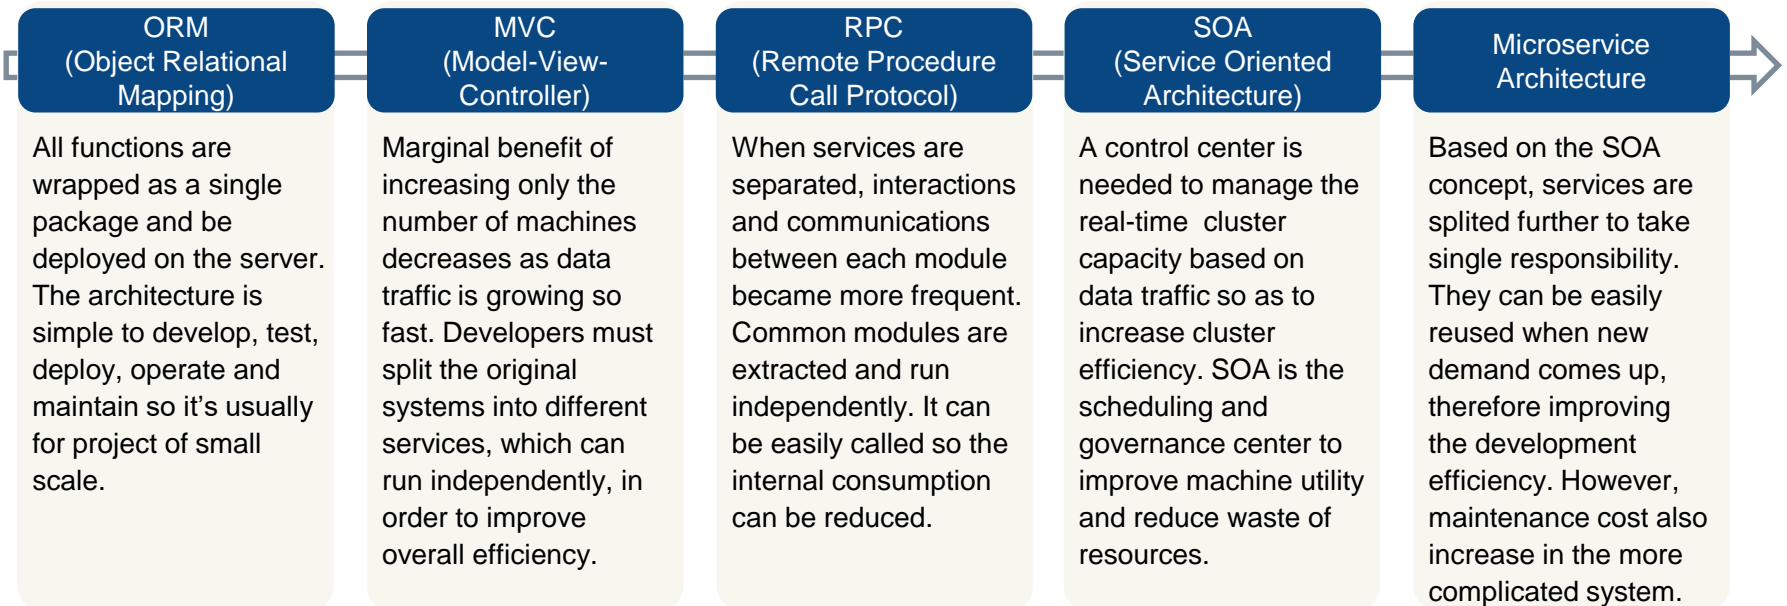 ORM
(Object Relational
Mapping)
All functions are
wrapped as a single
package and be
deployed on the server.
The architecture is
simple to develop, test,
deploy, operate and
maintain so it’s usually
for project of small
scale.
MVC
(Model-View-
Controller)
Marginal benefit of
increasing only the
number of machines
decreases as data
traffic is growing so
fast. Developers must
split the original
systems into different
services, which can
run independently, in
order to improve
overall efficiency.
RPC
(Remote Procedure
Call Protocol)
When services are
separated, interactions
and communications
between each module
became more frequent.
Common modules are
extracted and run
independently. It can
be easily called so the
internal consumption
can be reduced.
SOA
(Service Oriented
Architecture)
A control center is
needed to manage the
real-time  cluster
capacity based on
data traffic so as to
increase cluster
efficiency. SOA is the
scheduling and
governance center to
improve machine utility
and reduce waste of
resources.
Microservice
Architecture
Based on the SOA
concept, services are
splited further to take
single responsibility.
They can be easily
reused when new
demand comes up,
therefore improving
the development
efficiency. However,
maintenance cost also
increase in the more
complicated system.